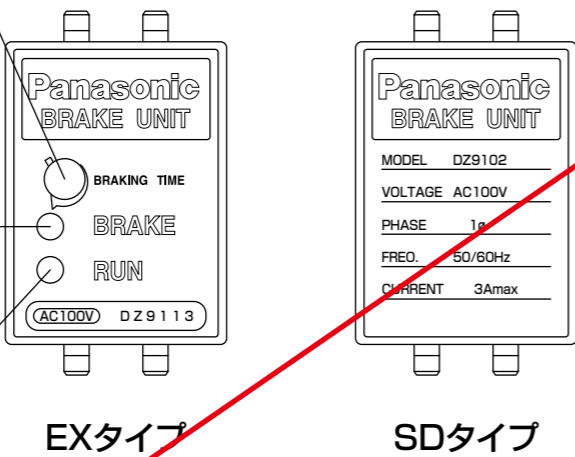 Panasonic
BRAKE UNIT
BRAKING TIME
BRAKE
RUN
AC100V DZ9113
EXタイプ
Panasonic
BRAKE UNIT
MODEL DZ9102
VOLTAGE AC100V
PHASE 1ø
FREQ. 50/60Hz
CURRENT 3Amax
SDタイプ